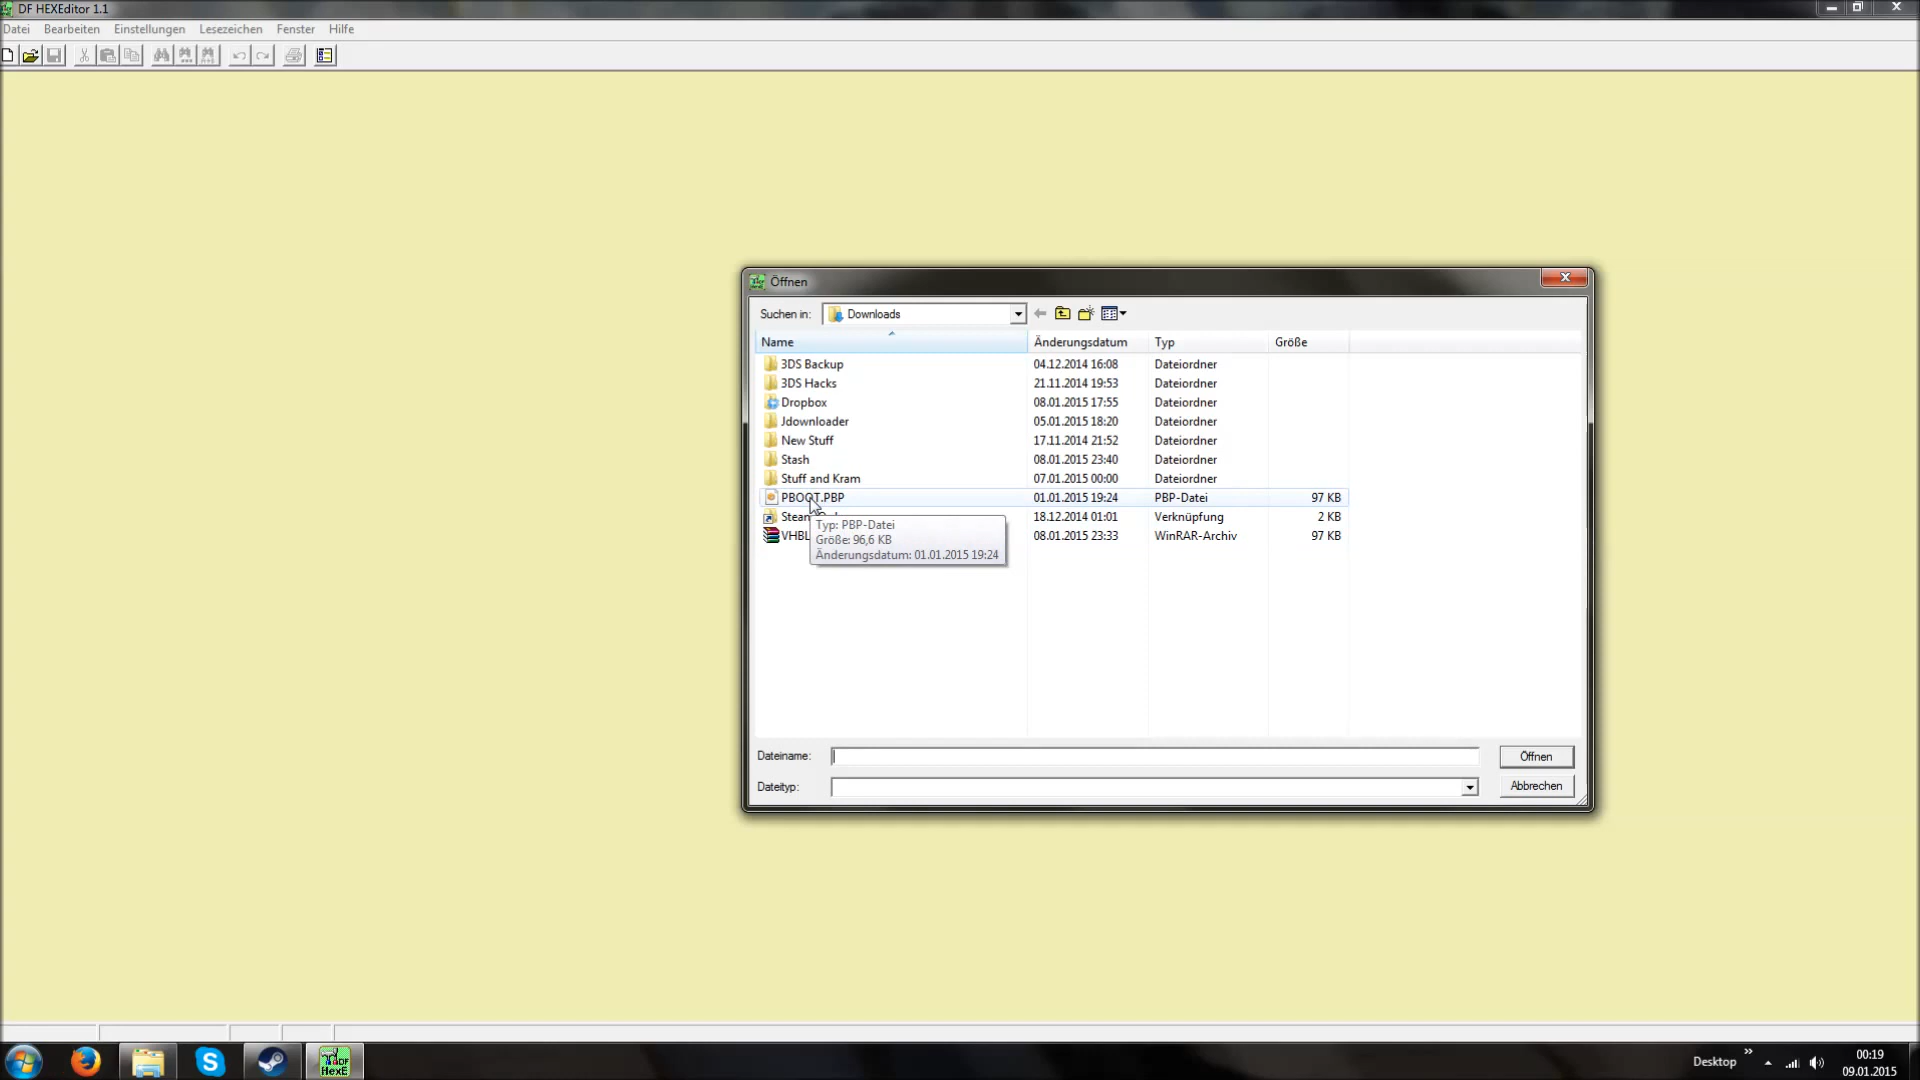 DF HEXEditor 1.1
Datei Bearbeiten Einstellungen Lesezeichen Fenster Hilfe
Öffnen
Suchen in: Downloads
Name Änderungsdatum Typ Größe
3DS Backup 04.12.2014 16:08 Dateiordner
3DS Hacks 21.11.2014 19:53 Dateiordner
Dropbox 08.01.2015 17:55 Dateiordner
Jdownloader 05.01.2015 18:20 Dateiordner
New Stuff 17.11.2014 21:52 Dateiordner
Stash 08.01.2015 23:40 Dateiordner
Stuff and Kram 07.01.2015 00:00 Dateiordner
PBOOT.PBP 01.01.2015 19:24 PBP-Datei 97 KB
Steam 18.12.2014 01:01 Verknüpfung 2 KB
VHBL 08.01.2015 23:33 WinRAR-Archiv 97 KB
Typ: PBP-Datei
Größe: 96,6 KB
Änderungsdatum: 01.01.2015 19:24
Dateiname: Öffnen
Dateityp: Abbrechen
DF
HexE
Desktop
00:19
09.01.2015